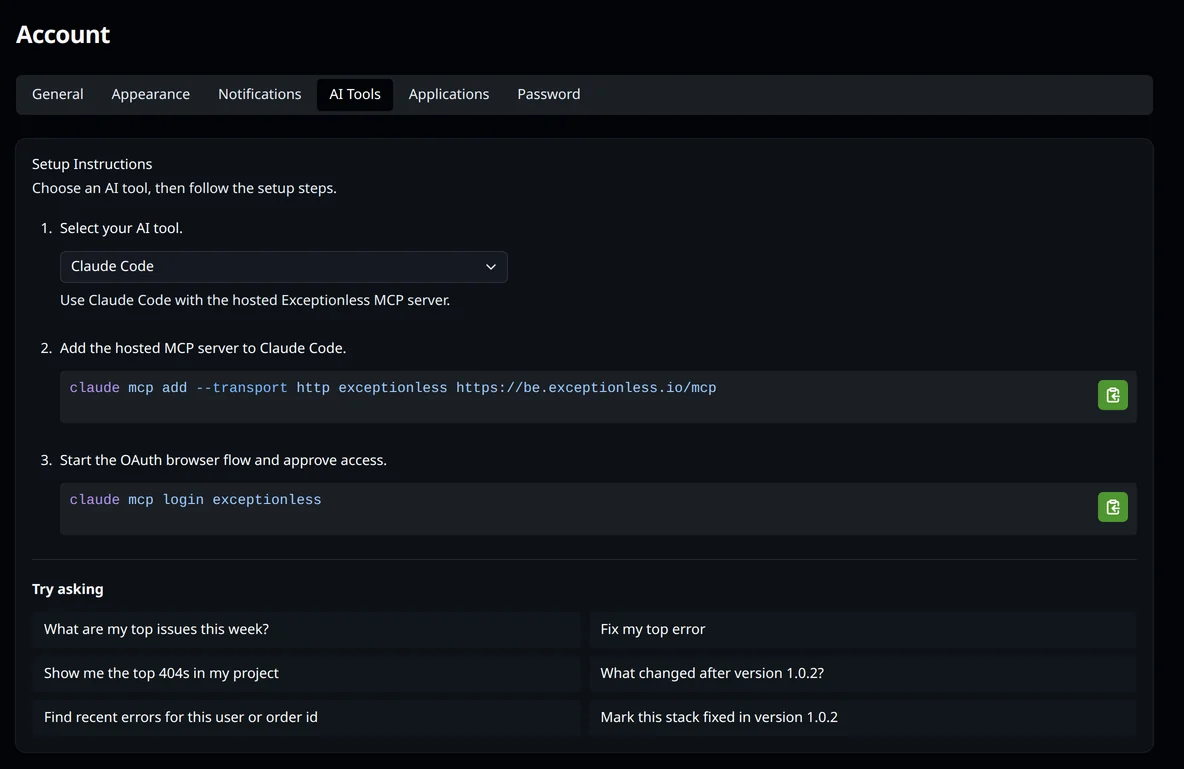 Account
General Appearance Notifications AI Tools Applications Password
Setup Instructions
Choose an AI tool, then follow the setup steps.
1. Select your AI tool.
Claude Code
Use Claude Code with the hosted Exceptionless MCP server.
2. Add the hosted MCP server to Claude Code.
claude mcp add --transport http exceptionless https://be.exceptionless.io/mcp
3. Start the OAuth browser flow and approve access.
claude mcp login exceptionless
Try asking
What are my top issues this week? Fix my top error
Show me the top 404s in my project What changed after version 1.0.2?
Find recent errors for this user or order id Mark this stack fixed in version 1.0.2